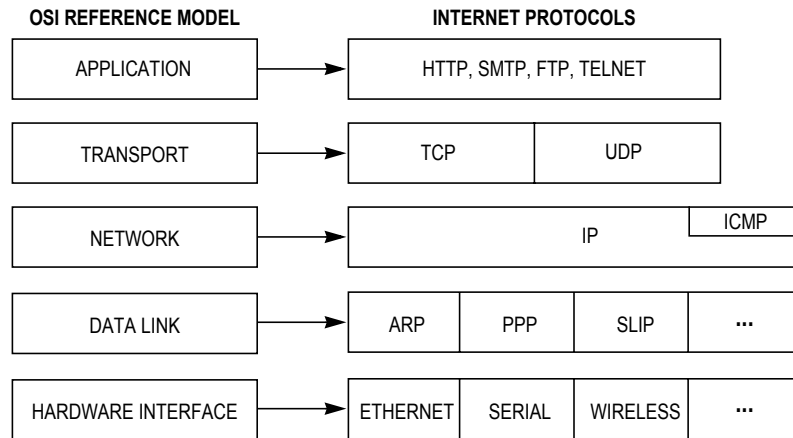 OSI REFERENCE MODEL INTERNET PROTOCOLS
APPLICATION HTTP, SMTP, FTP, TELNET
TRANSPORT TCP UDP
ICMP
NETWORK IP
DATA LINK ARP PPP SLIP ...
HARDWARE INTERFACE ETHERNET SERIAL WIRELESS ...